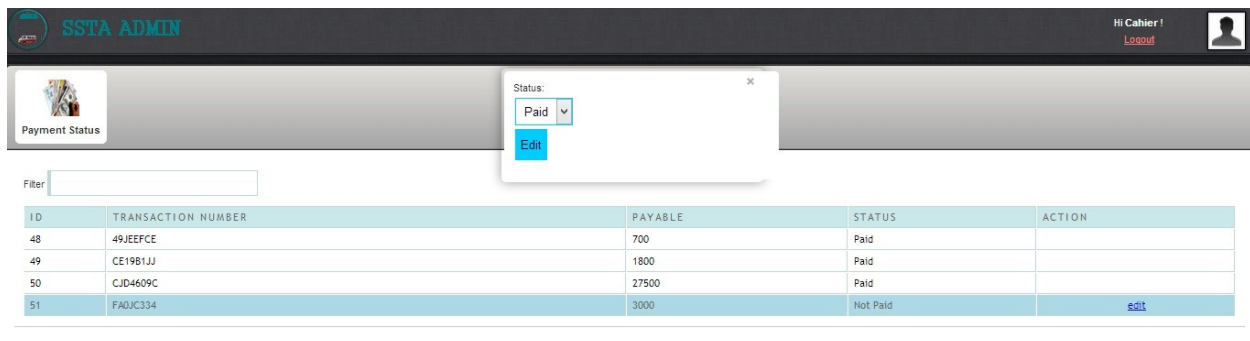 SSTA ADMIN
Hi Cahier !
Logout
Payment Status
Status:
Paid
Edit
Filter
ID TRANSACTION NUMBER PAYABLE STATUS ACTION
48 49JEEFCE 700 Paid
49 CE19B1JJ 1800 Paid
50 CJD4609C 27500 Paid
51 FA0JC334 3000 Not Paid edit